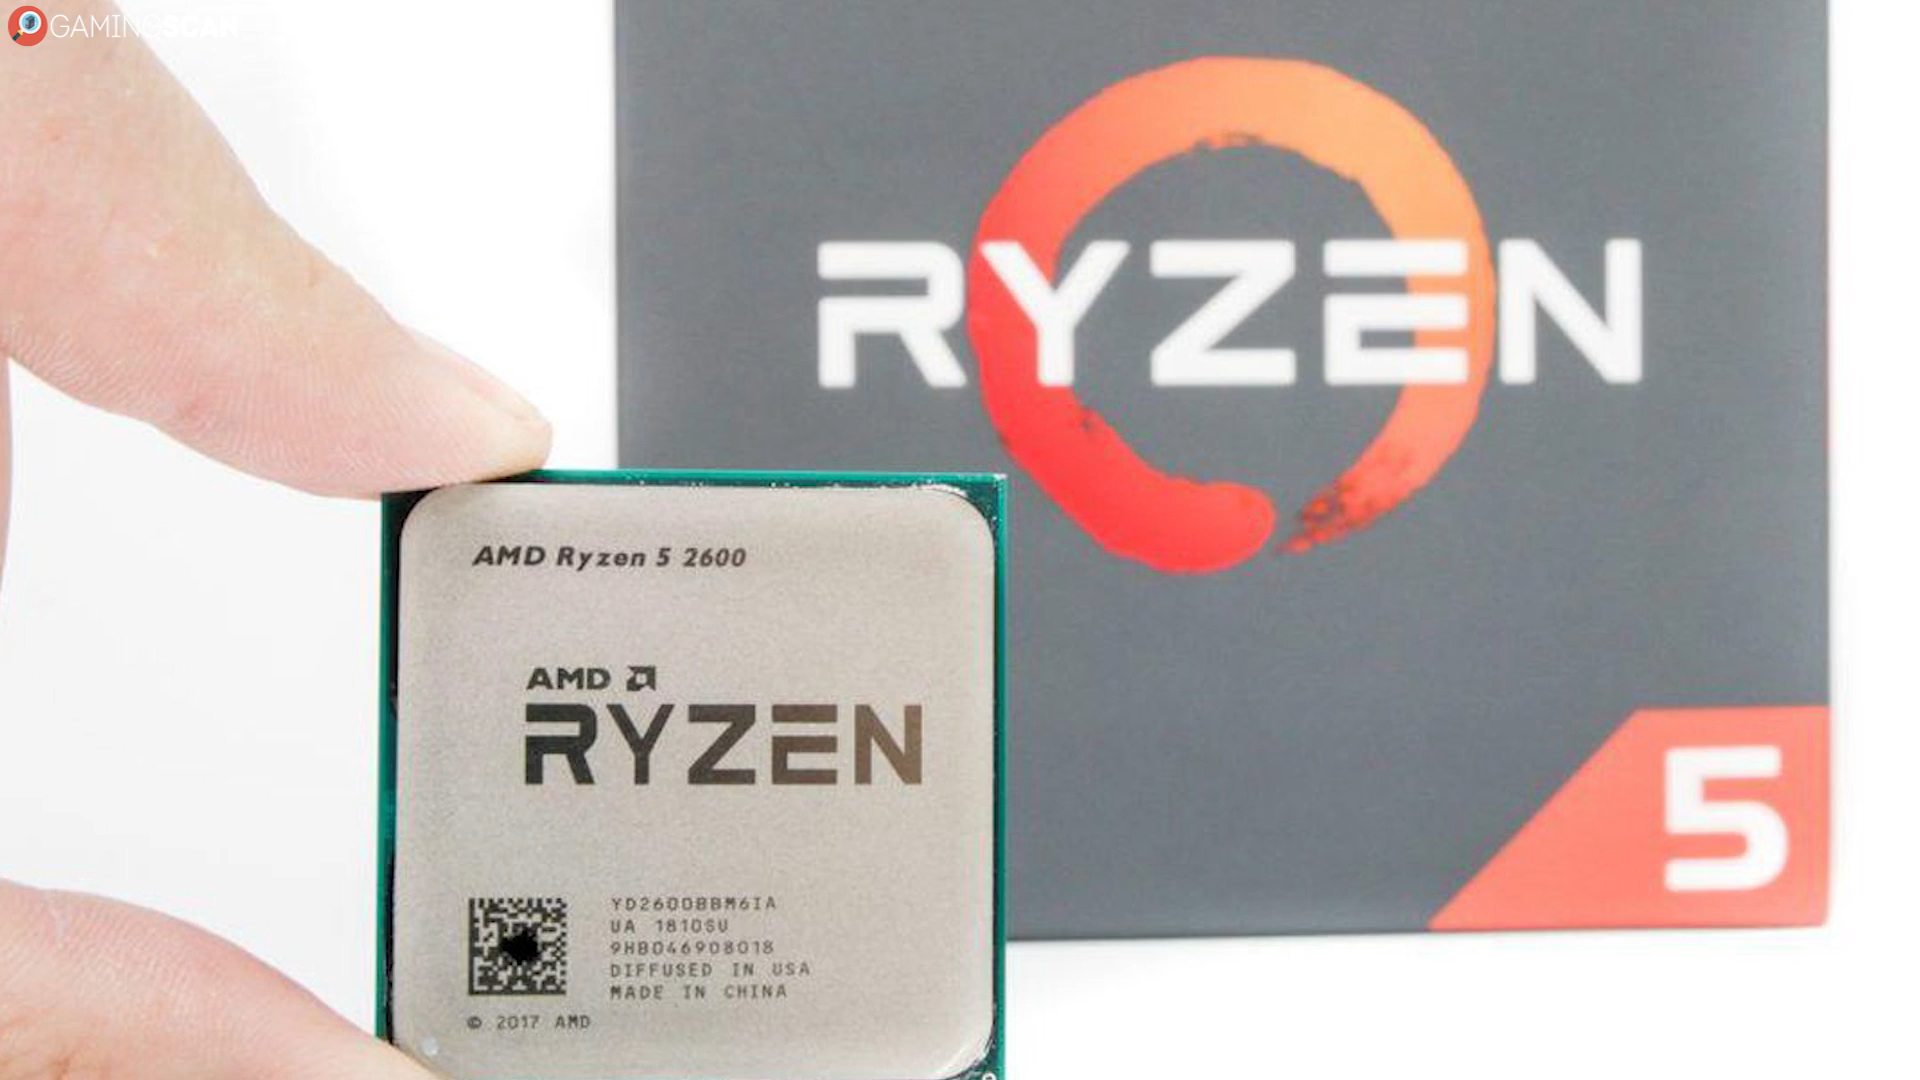 GAMINGSCAN
RYZEN
5
AMD Ryzen 5 2600
AMD
RYZEN
YD2600BBM6IA
UA 1810SU
9HB046908018
DIFFUSED IN USA
MADE IN CHINA
© 2017 AMD